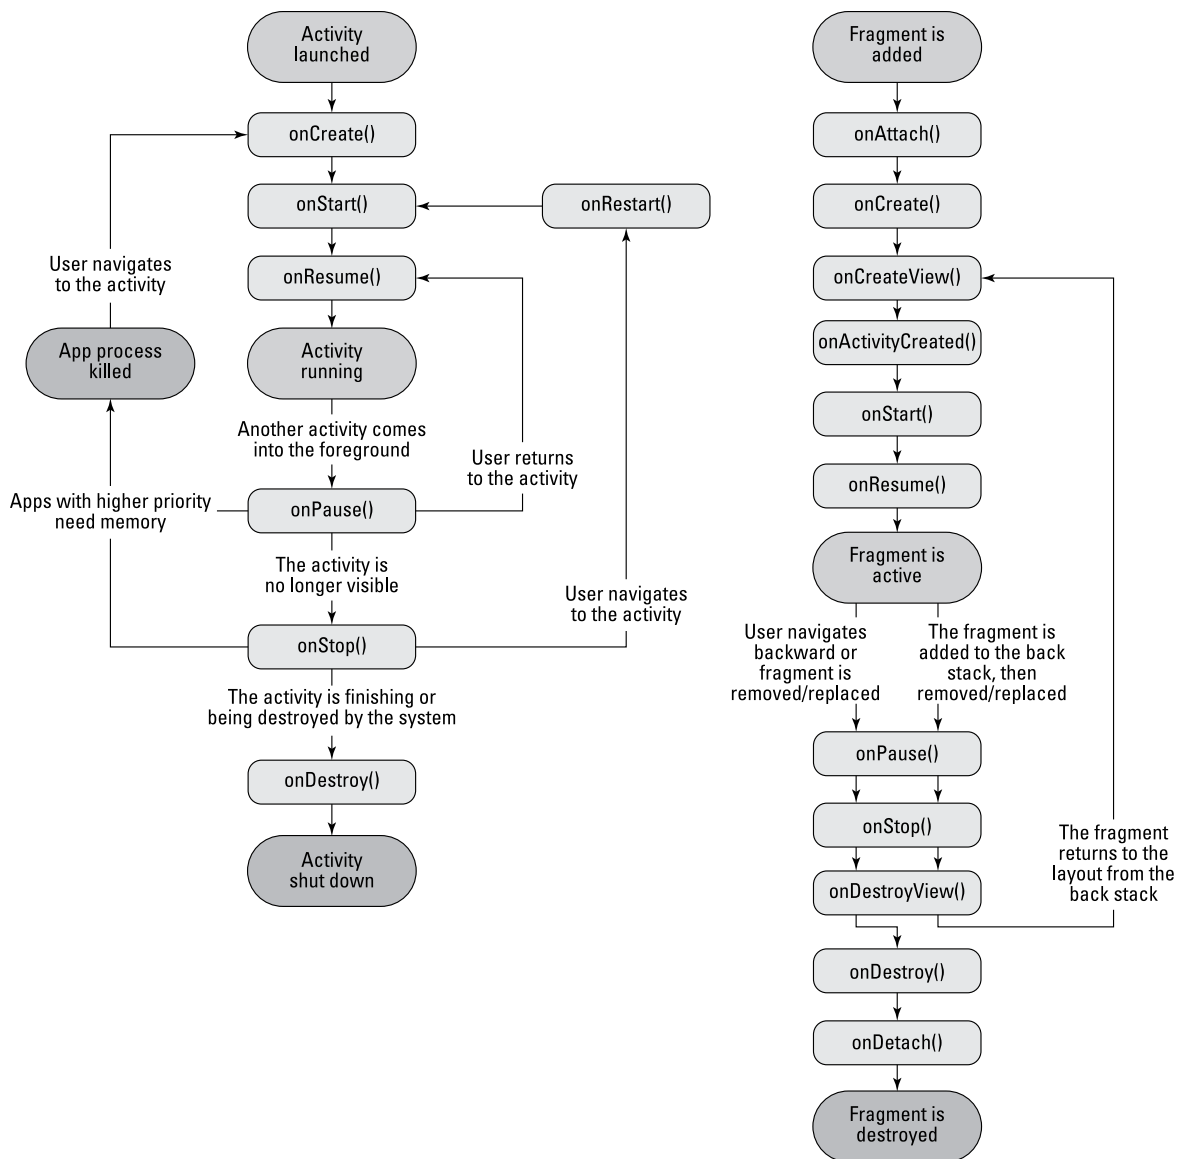 Activity
launched
onCreate()
onStart()
onRestart()
onResume()
User navigates
to the activity
App process
killed
Activity
running
Another activity comes
into the foreground
User returns
to the activity
Apps with higher priority
need memory
onPause()
The activity is
no longer visible
User navigates
to the activity
onStop()
The activity is finishing or
being destroyed by the system
onDestroy()
Activity
shut down
Fragment is
added
onAttach()
onCreate()
onCreateView()
onActivityCreated()
onStart()
onResume()
Fragment is
active
User navigates
backward or
fragment is
removed/replaced
The fragment is
added to the back
stack, then
removed/replaced
onPause()
onStop()
onDestroyView()
The fragment
returns to the
layout from the
back stack
onDestroy()
onDetach()
Fragment is
destroyed